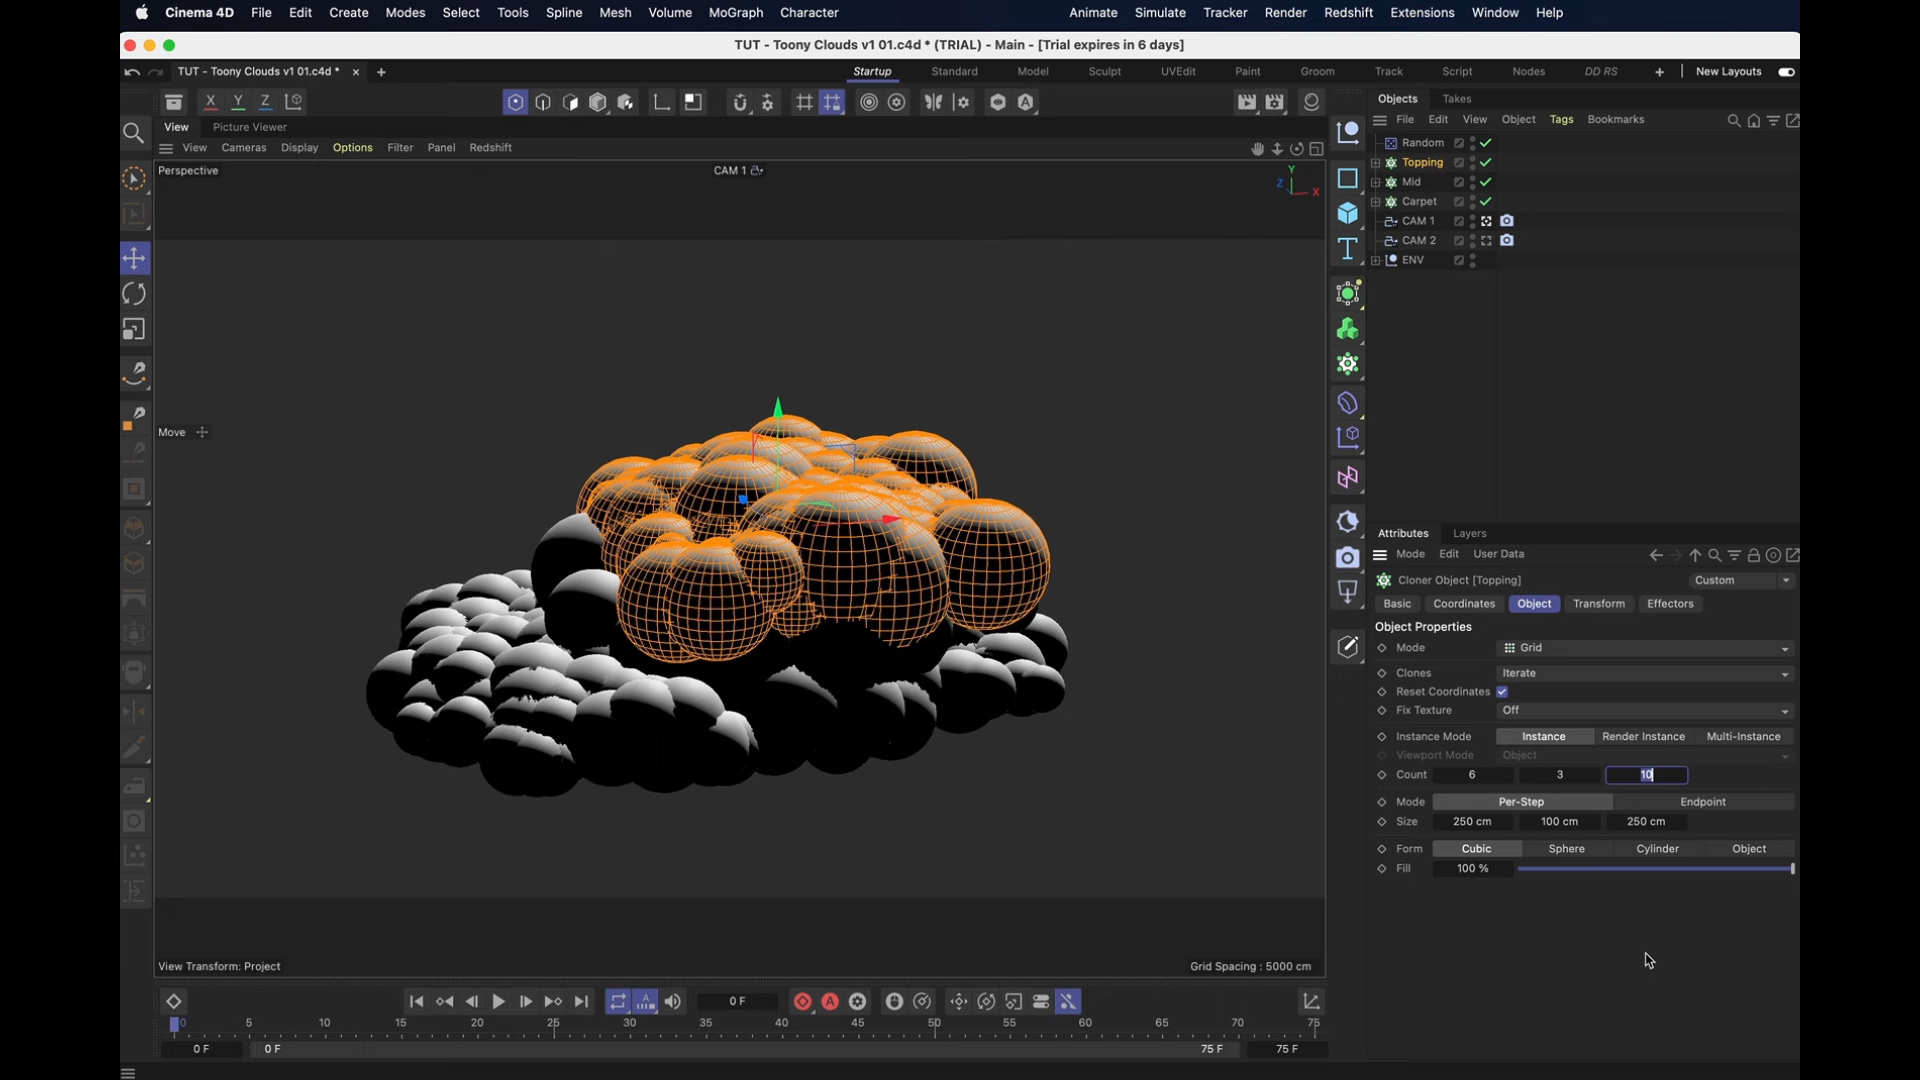 Cinema 4D File Edit Create Modes Select Tools Spline Mesh Volume MoGraph Character Animate Simulate Tracker Render Redshift Extensions Window Help
TUT - Toony Clouds v1 01.c4d * (TRIAL) - Main - [Trial expires in 6 days]
TUT - Toony Clouds v1 01.c4d * × + Startup Standard Model Sculpt UVEdit Paint Groom Track Script Nodes DD RS + New Layouts
X Y Z
Objects Takes
File Edit View Object Tags Bookmarks
View Picture Viewer
View Cameras Display Options Filter Panel Redshift
Perspective
CAM 1
Y
Z
X
Move
Random
Topping
Mid
Carpet
CAM 1
CAM 2
ENV
Attributes Layers
Mode Edit User Data
Cloner Object [Topping] Custom
Basic Coordinates Object Transform Effectors
Object Properties
Mode Grid
Clones Iterate
Reset Coordinates
Fix Texture Off
Instance Mode Instance Render Instance Multi-Instance
Viewport Mode Object
Count 6 3 10
Mode Per-Step Endpoint
Size 250 cm 100 cm 250 cm
Form Cubic Sphere Cylinder Object
Fill 100 %
View Transform: Project
Grid Spacing : 5000 cm
0 F
0 5 10 15 20 25 30 35 40 45 50 55 60 65 70 75
0 F 0 F 75 F 75 F